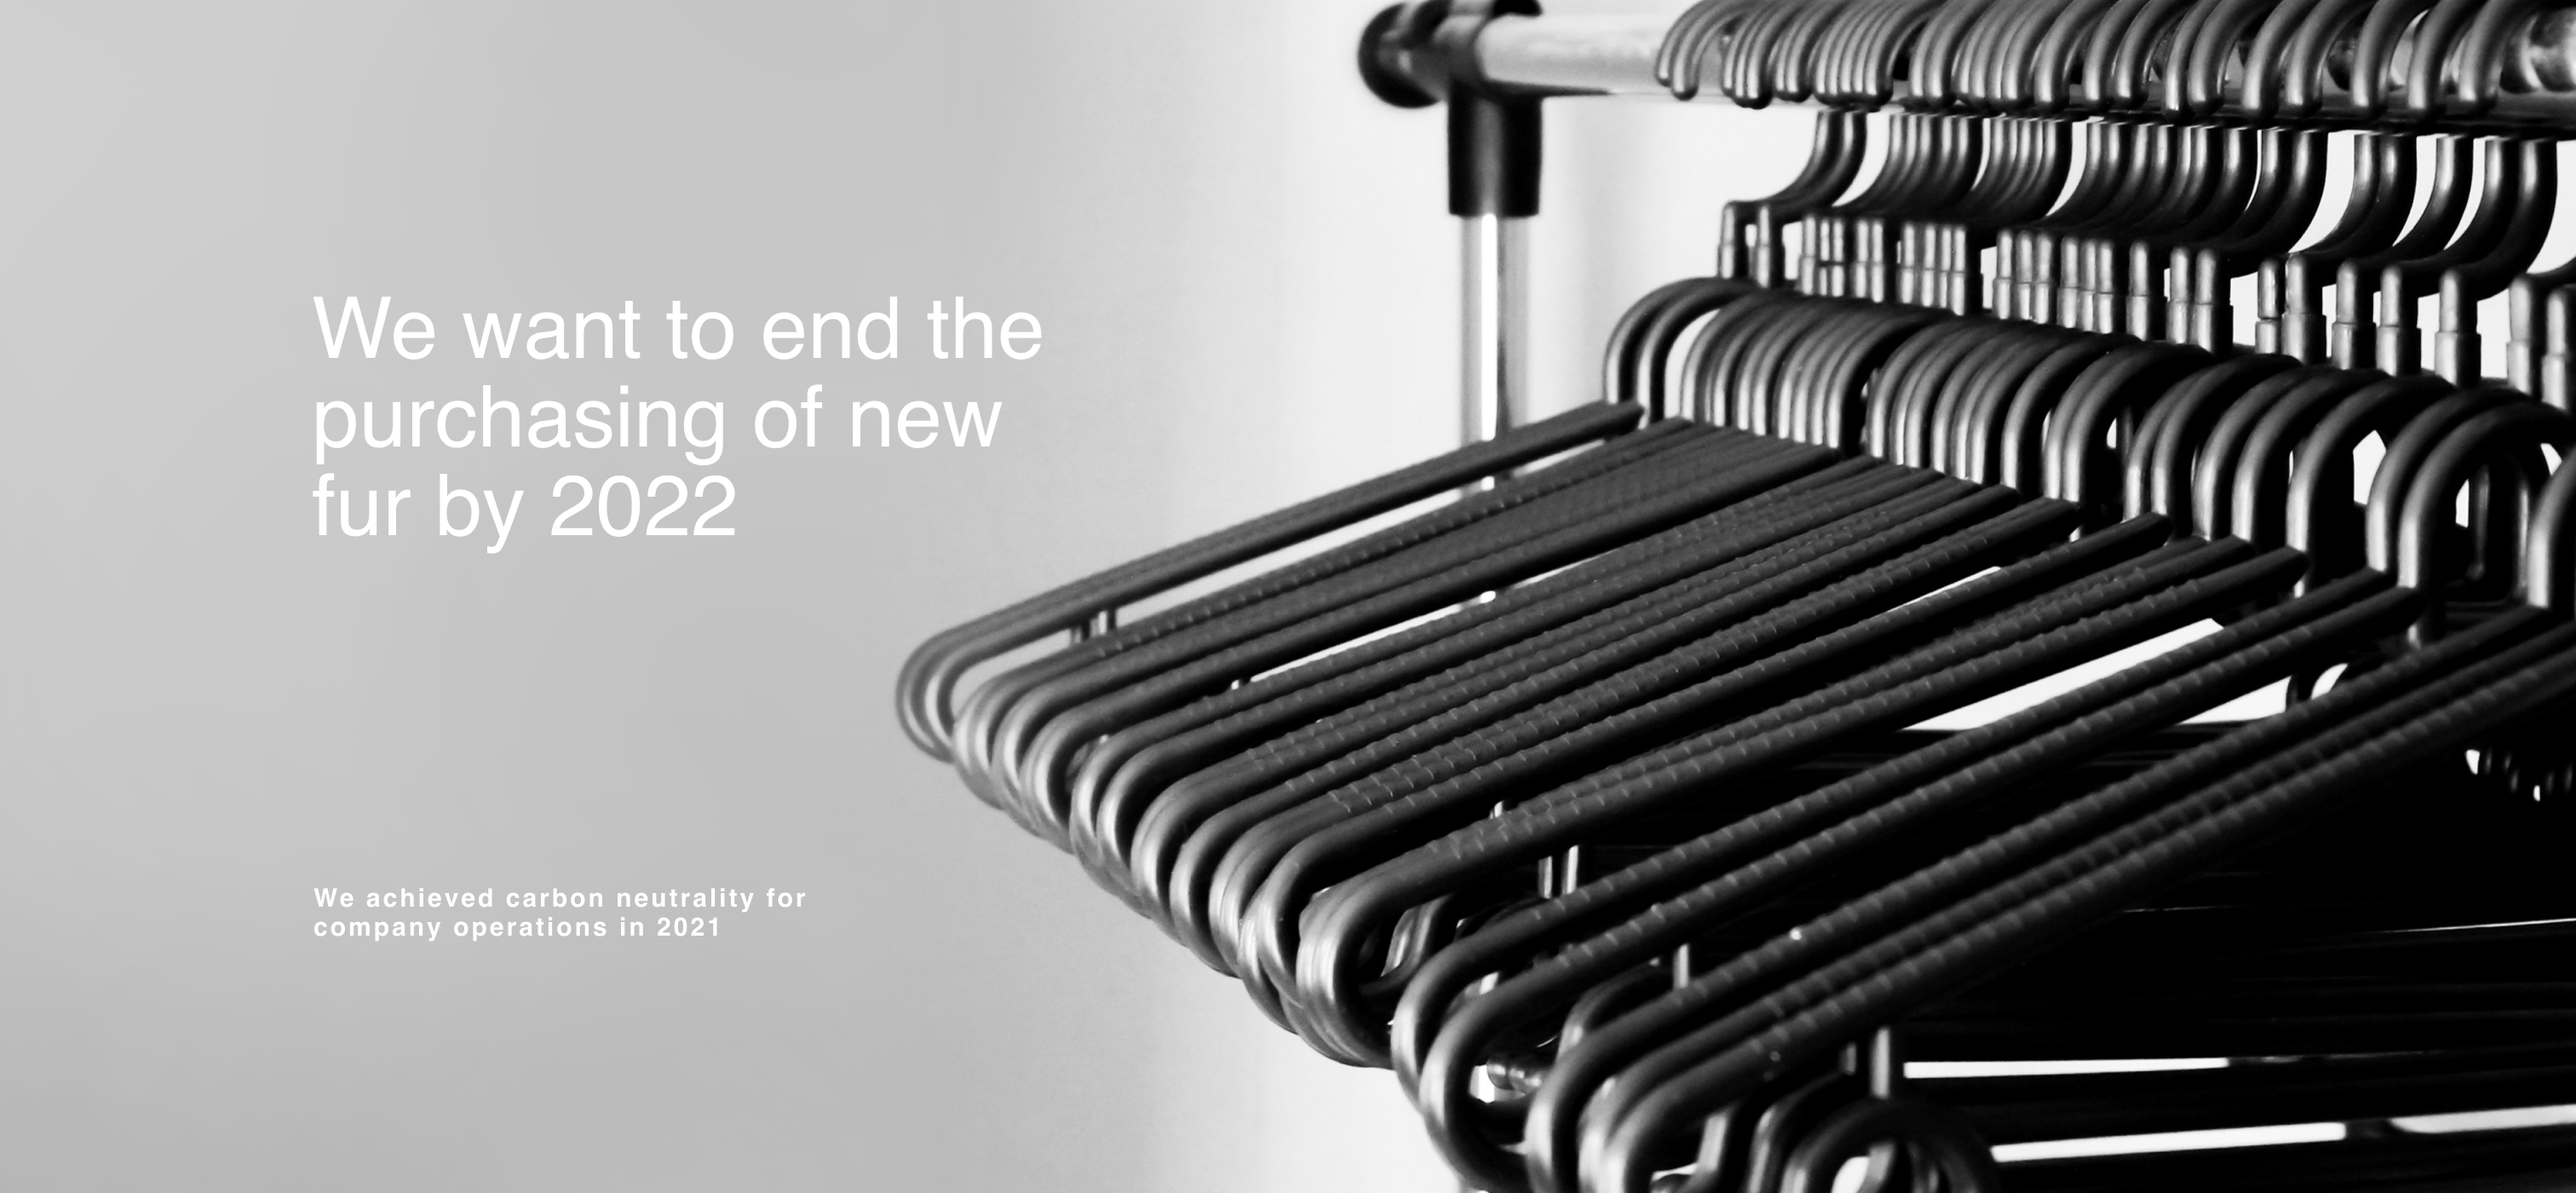 We want to end the
purchasing of new
fur by 2022
We achieved carbon neutrality for
company operations in 2021